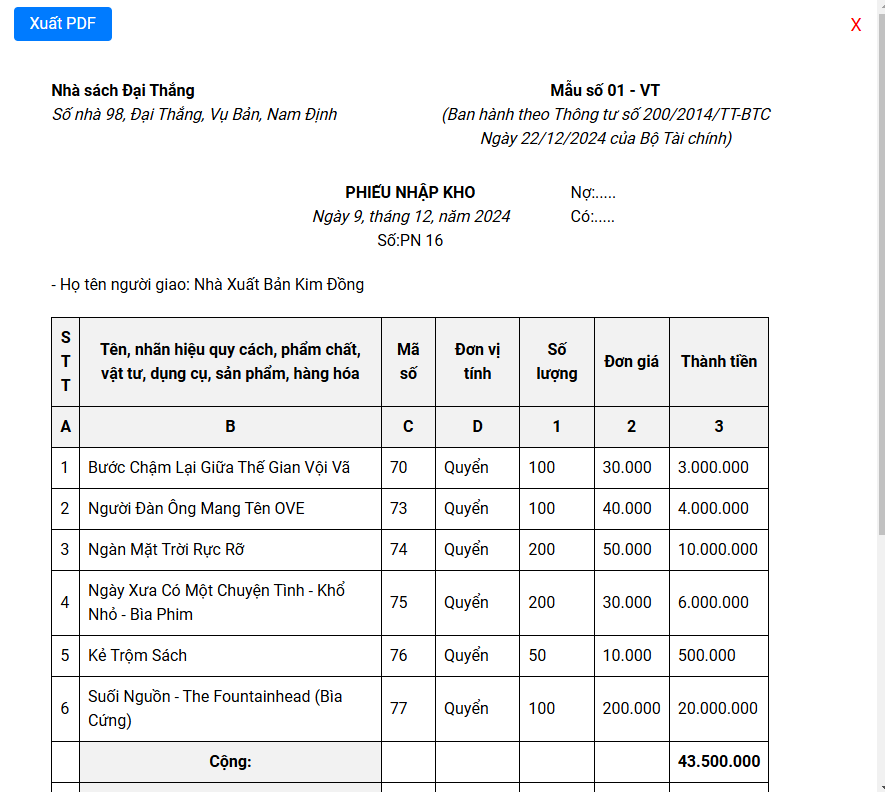 Xuất PDF
X
Nhà sách Đại Thắng
Số nhà 98, Đại Thắng, Vụ Bản, Nam Định
Mẫu số 01 - VT
(Ban hành theo Thông tư số 200/2014/TT-BTC
Ngày 22/12/2024 của Bộ Tài chính)
PHIẾU NHẬP KHO
Ngày 9, tháng 12, năm 2024
Số:PN 16
Nợ:.....
Có:.....
- Họ tên người giao: Nhà Xuất Bản Kim Đồng
S
T
T
Tên, nhãn hiệu quy cách, phẩm chất,
vật tư, dụng cụ, sản phẩm, hàng hóa
Mã
số
Đơn vị
tính
Số
lượng
Đơn giá
Thành tiền
A B C D 1 2 3
1 Bước Chậm Lại Giữa Thế Gian Vội Vã 70 Quyển 100 30.000 3.000.000
2 Người Đàn Ông Mang Tên OVE 73 Quyển 100 40.000 4.000.000
3 Ngàn Mặt Trời Rực Rỡ 74 Quyển 200 50.000 10.000.000
4 Ngày Xưa Có Một Chuyện Tình - Khổ
Nhỏ - Bìa Phim 75 Quyển 200 30.000 6.000.000
5 Kẻ Trộm Sách 76 Quyển 50 10.000 500.000
6 Suối Nguồn - The Fountainhead (Bìa
Cứng) 77 Quyển 100 200.000 20.000.000
Cộng: 43.500.000